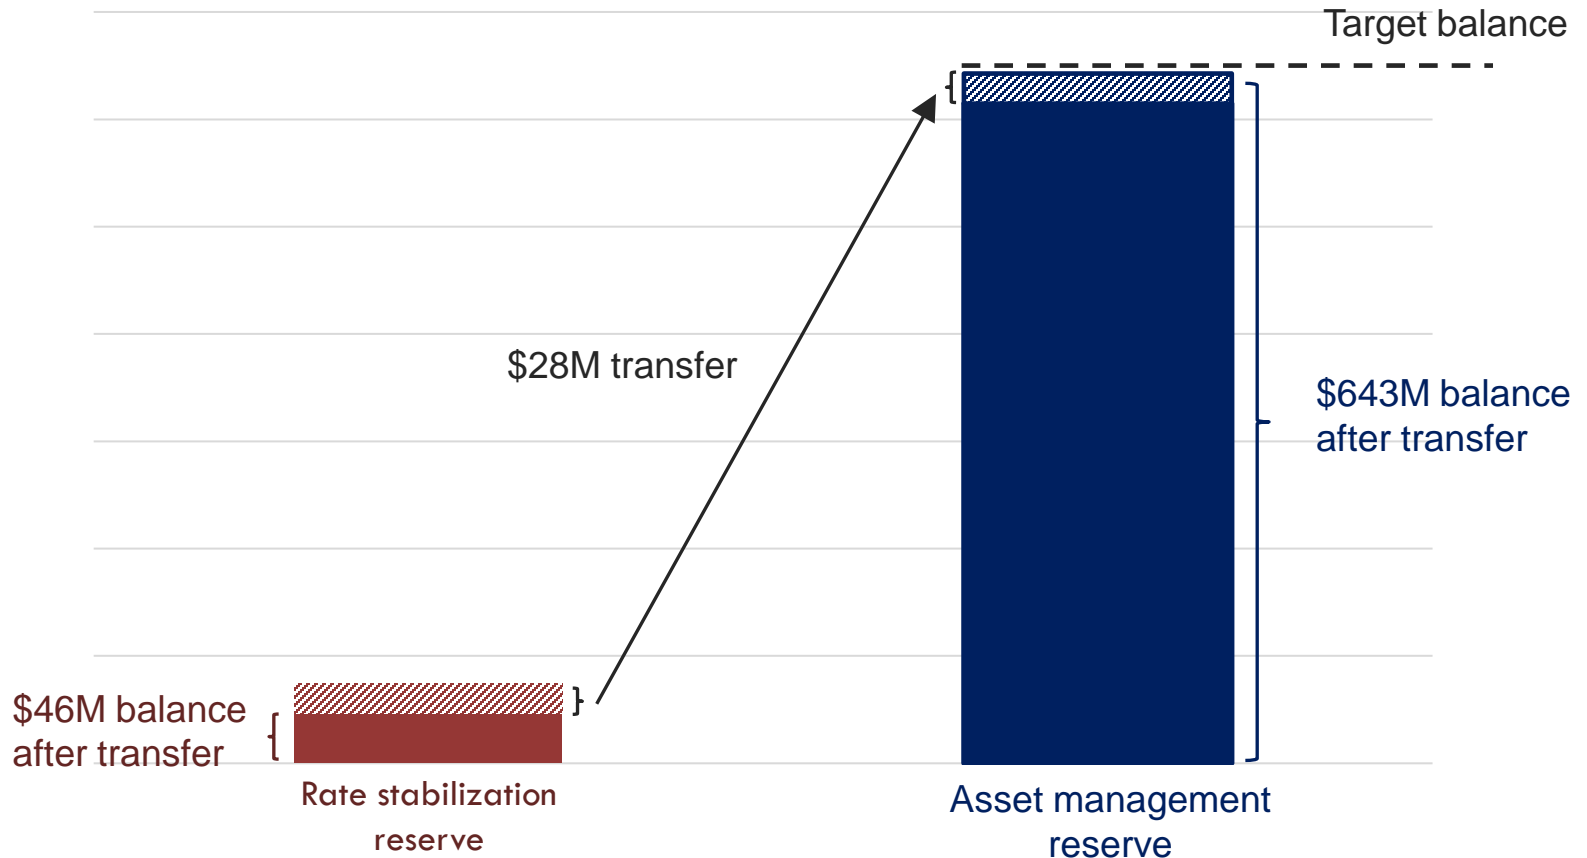 Target balance
$28M transfer
$643M balance
after transfer
$46M balance
after transfer
Rate stabilization
reserve
Asset management
reserve